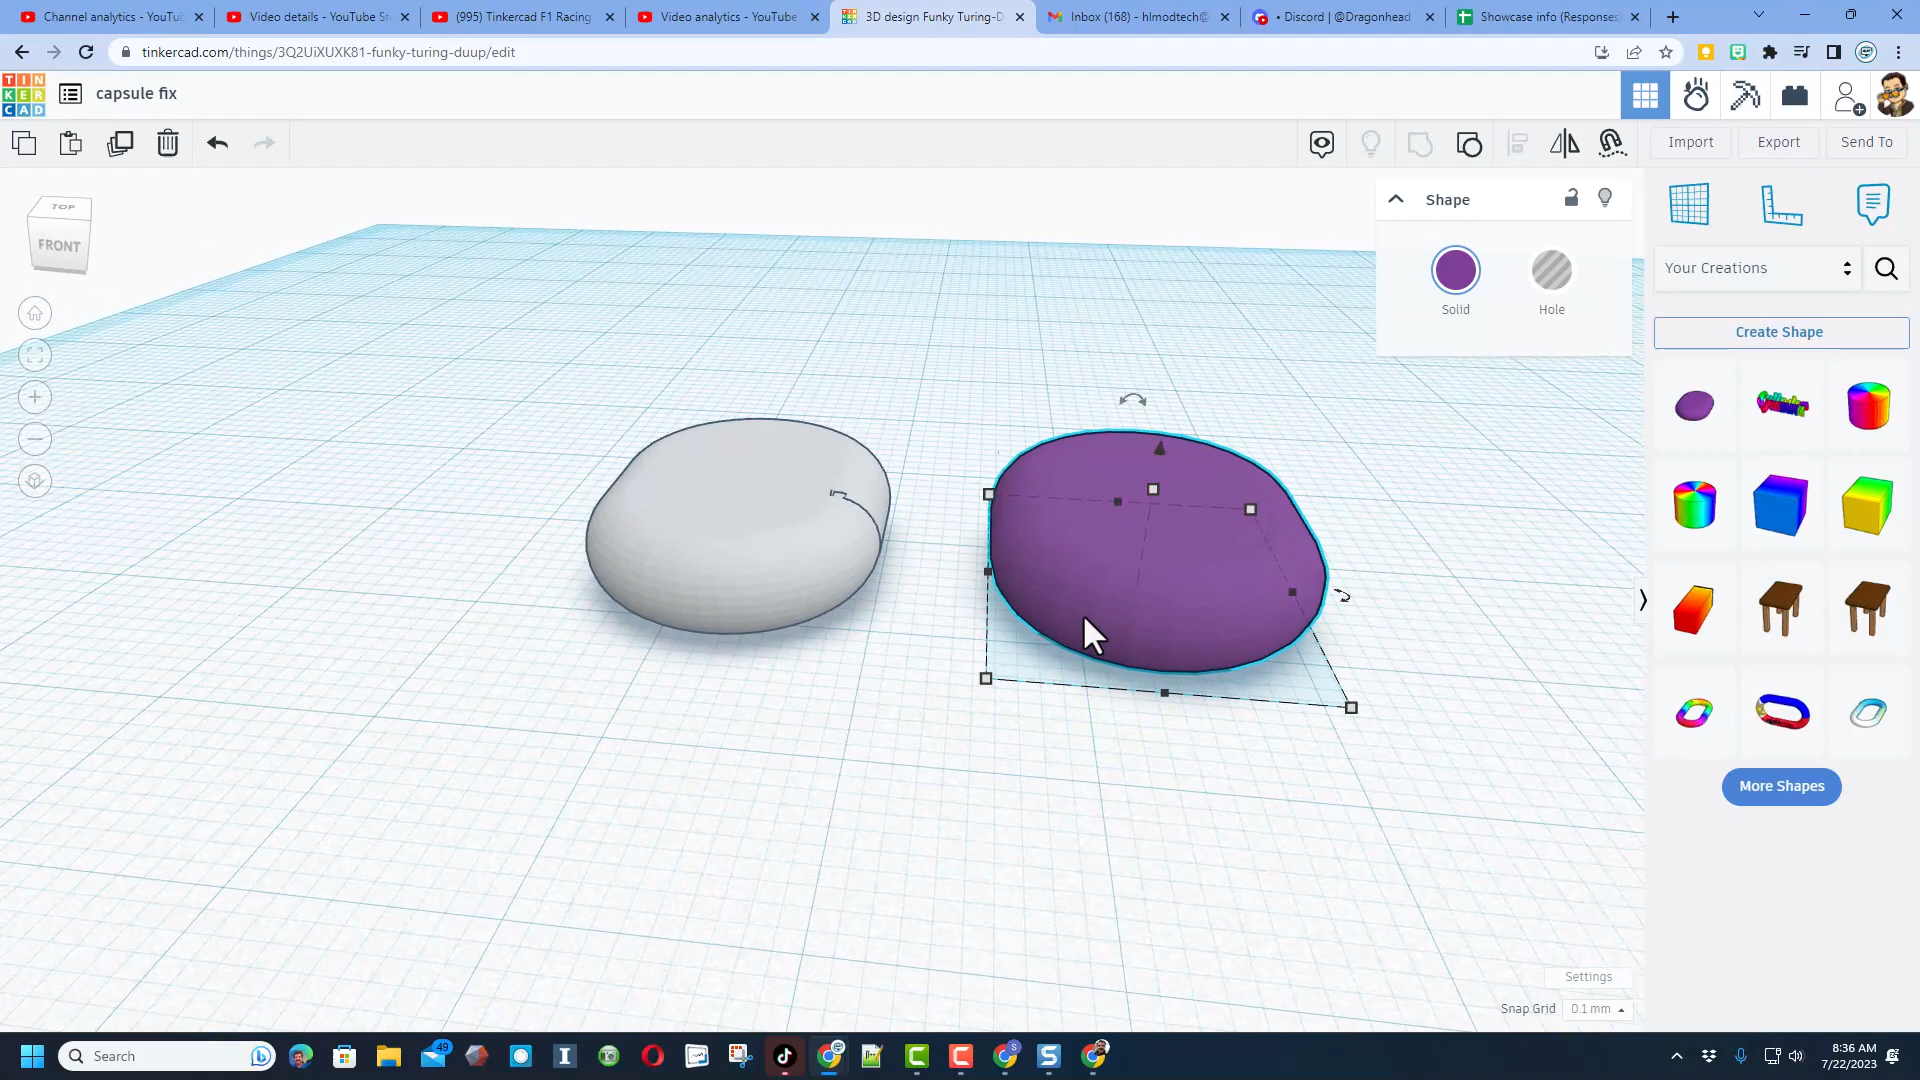 Channel analytics - YouTu
Video details - YouTube St
(995) Tinkercad F1 Racing
Video analytics - YouTube
3D design Funky Turing-D
Inbox (168) - hlmodtech@
• Discord | @Dragonhead
Showcase info (Responses
tinkercad.com/things/3Q2UiXUXK81-funky-turing-duup/edit
TIN
KER
CAD
capsule fix
Import
Export
Send To
TOP
FRONT
Shape
Solid
Hole
Your Creations
Create Shape
More Shapes
Settings
Snap Grid
0.1 mm
Search
49
S
8:36 AM
7/22/2023